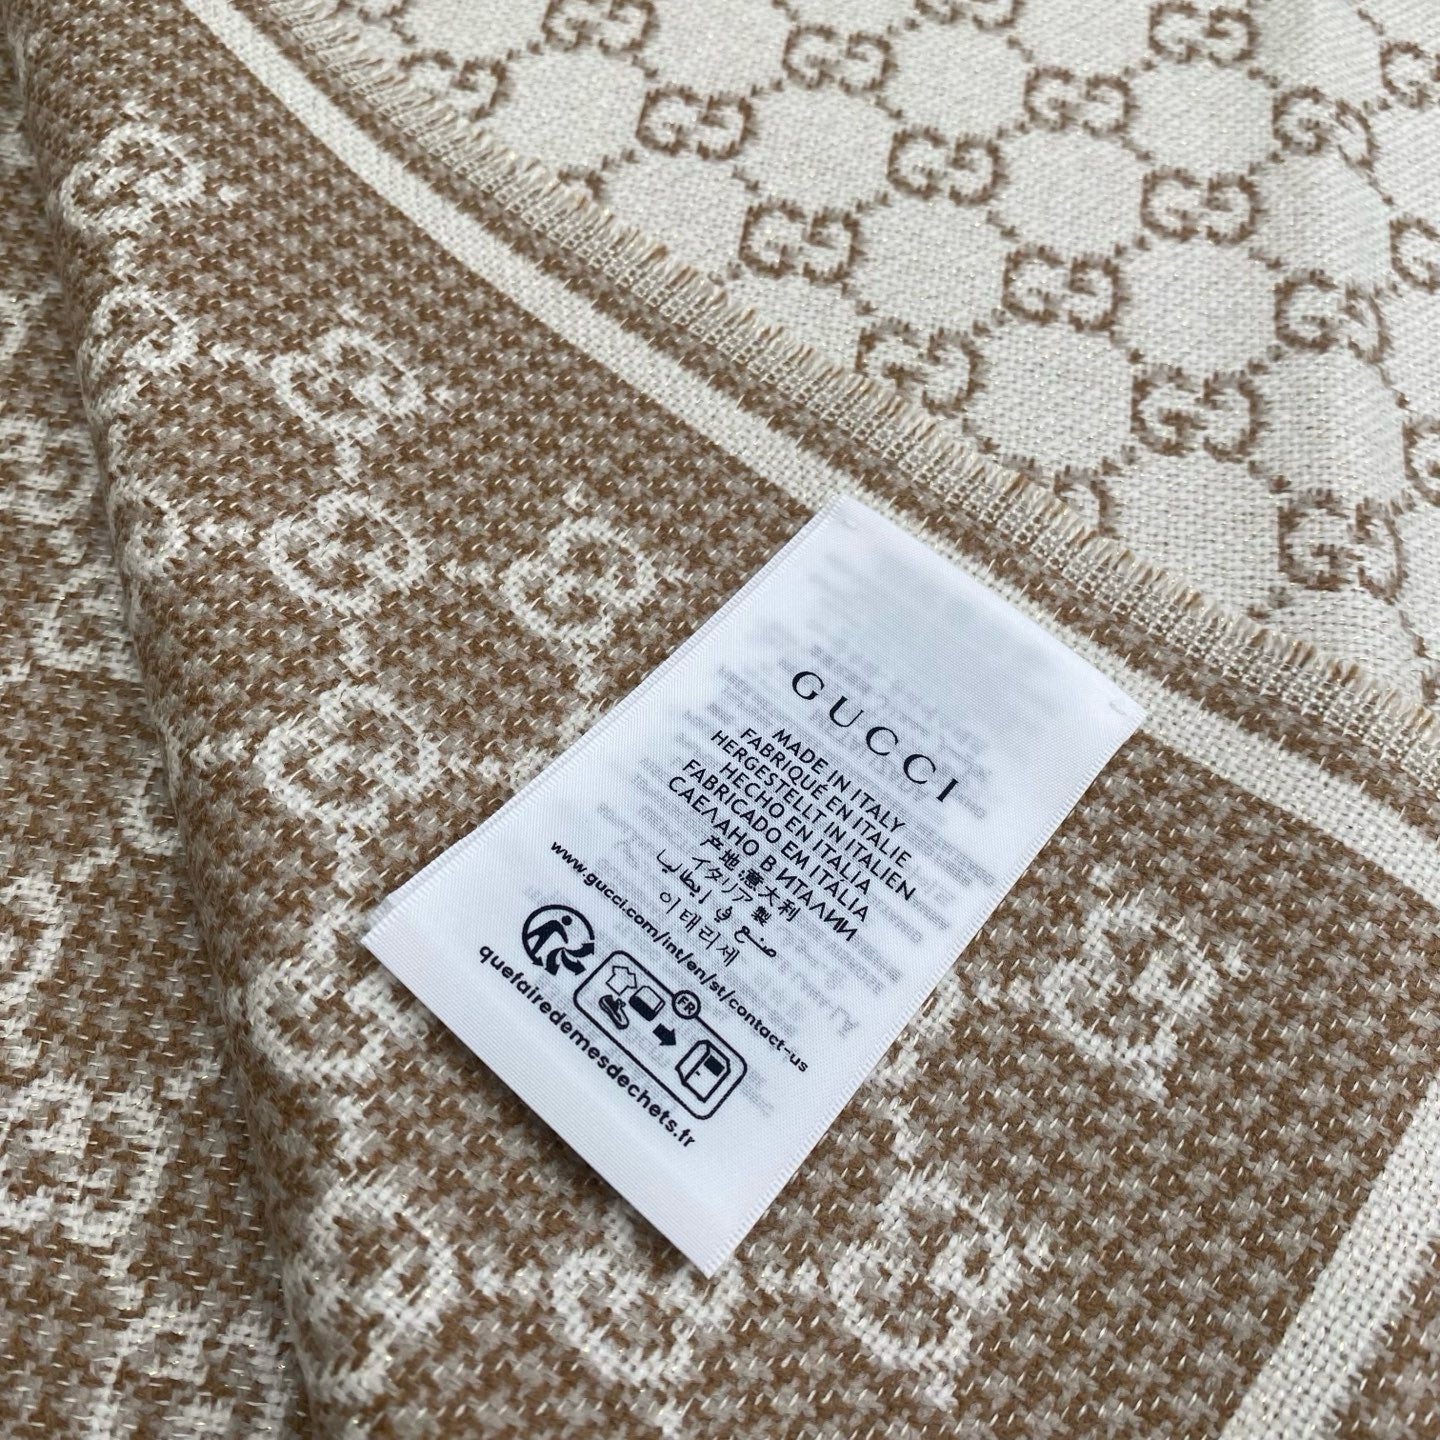 GUCCI
MADE IN ITALY
FABRIQUÉ EN ITALIE
HERGESTELLT IN ITALIEN
HECHO EN ITALIA
FABRICADO EM ITÁLIA
СДЕЛАНО В ИТАЛИИ
产地:意大利
イタリア製
صنع في إيطاليا
이태리제
www.gucci.com/int/en/st/contact-us
FR
quefairedemesdechets.fr